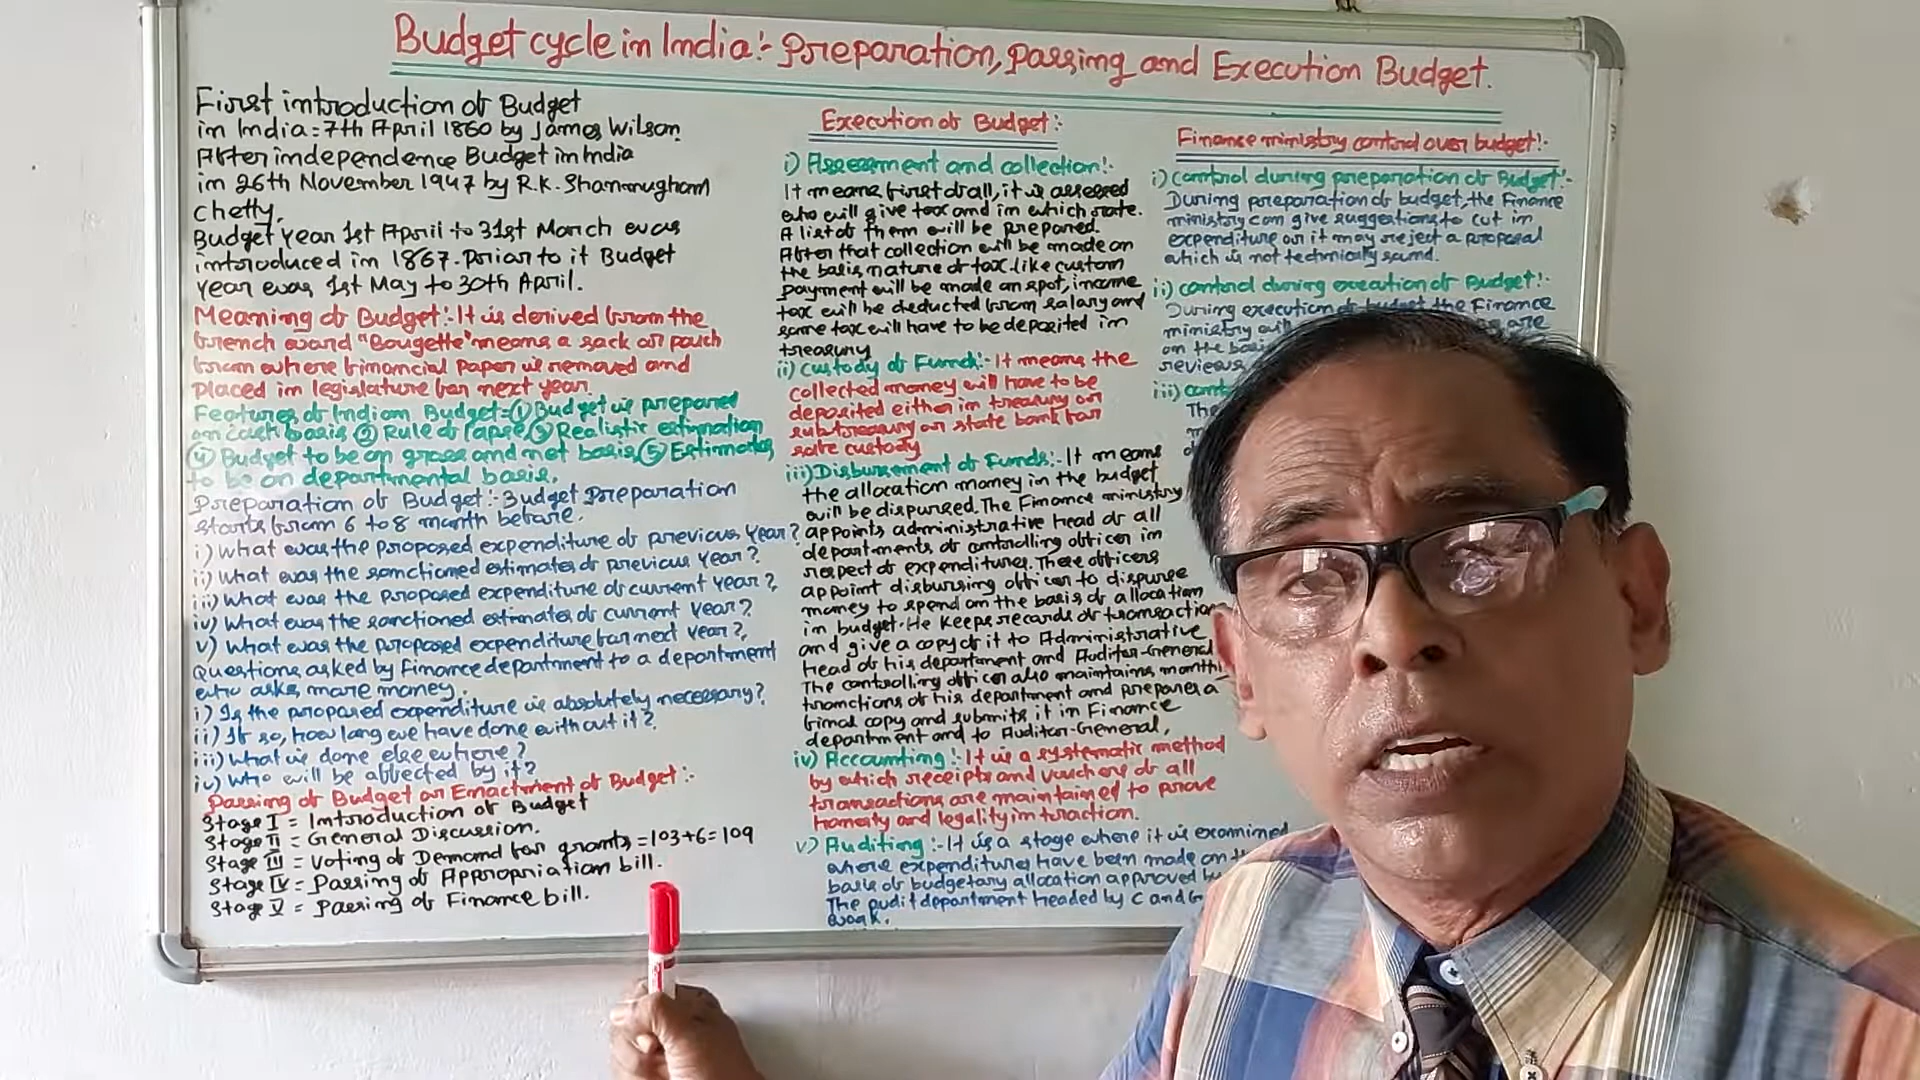 Budget cycle in India:- Preparation, Passing and Execution Budget.
First introduction of Budget
in India = 7th April 1860 by James Wilson.
After independence Budget in India
in 26th November 1947 by R.K. Shanmugham
chetty.
Budget year 1st April to 31st March was
introduced in 1867. Prior to it Budget
year was 1st May to 30th April.
Meaning of Budget:- It is derived from the
french word "Bougette" means a sack or pouch
from where financial paper is removed and
placed in legislature for next year.
Features of Indian Budget = ① Budget is prepared
on cash basis ② Rule of lapse, ③ Realistic estimation
④ Budget to be on gross and net basis, ⑤ Estimates
to be on departmental basis.
Preparation of Budget:- Budget preparation
starts from 6 to 8 month before.
i) What was the proposed expenditure of previous year?
ii) What was the sanctioned estimates of previous year?
iii) What was the proposed expenditure of current year?
iv) What was the sanctioned estimates of current year?
v) What was the proposed expenditure for next year?,
Questions asked by Finance department to a department
who asks more money.
i) Is the proposed expenditure is absolutely necessary?
ii) If so, how long we have done without it?
iii) What is done elsewhere?
iv) Who will be affected by it?
Passing of Budget or Enactment of Budget:-
Stage I = Introduction of Budget
Stage II = General Discussion.
Stage III = Voting of Demand for grants = 103+6=109
Stage IV = Passing of Appropriation bill.
Stage V = Passing of Finance bill.
Execution of Budget:-
i) Assessment and collection:-
It means first of all, it is assessed
who will give tax and in which rate.
A list of them will be prepared.
After that collection will be made on
the basis nature of tax. like custom
payment will be made on spot, income
tax will be deducted from salary and
some tax will have to be deposited in
treasury
ii) Custody of Fund:- It means the
collected money will have to be
deposited either in treasury or
subtreasury or state bank for
safe custody
iii) Disbursement of Funds:- It means
the allocation money in the budget
will be dispursed. The Finance ministry
appoints administrative head of all
departments of controlling officer in
respect of expenditures. These officers
appoint disbursing officer to dispurse
money to spend on the basis of allocation
in budget. He keeps records of transaction
and give a copy of it to Administrative
head of his department and Auditor-General
The controlling officer also maintains
tranctions of his department and prepares a
final copy and submits it in Finance
department and to Auditor-General,
iv) Accounting:- It is a systematic method
by which receipts and vouchers of all
transactions are maintained to prove
honesty and legality in traction.
v) Auditing:- It is a stage where it is examined
where expenditures have been made on
basis of budgetary allocation approved by
The audit department headed by C and
work.
Finance ministry control over budget:-
i) control during preparation of Budget:-
During preparation of budget, the Finance
ministry can give suggestions to cut in
expenditure or it may reject a proposal
which is not technically sound.
ii) control during execution of Budget:-
During execution of budget the Finance
ministry are
on the
reviews
iii)